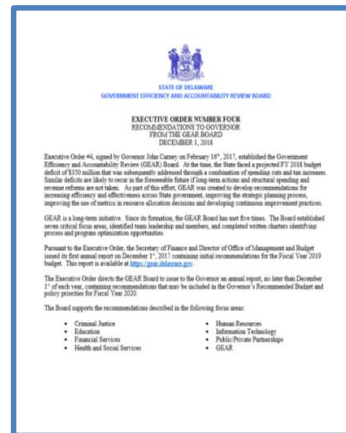 STATE OF DELAWARE
GOVERNMENT EFFICIENCY AND ACCOUNTABILITY REVIEW BOARD
EXECUTIVE ORDER NUMBER FOUR
RECOMMENDATIONS TO GOVERNOR
FROM THE GEAR BOARD
DECEMBER 1, 2018
Executive Order #4, signed by Governor John Carney on February 16th, 2017, established the Government
Efficiency and Accountability Review (GEAR) Board. At the time, the State faced a projected FY 2018 budget
deficit of $350 million that was subsequently addressed through a combination of spending cuts and tax increases.
Similar deficits are likely to recur in the foreseeable future if long-term actions and structural spending and
revenue reforms are not taken. As part of this effort, GEAR was created to develop recommendations for
increasing efficiency and effectiveness across State government, improving the strategic planning process,
improving the use of metrics in resource allocation decisions and developing continuous improvement practices.
GEAR is a long-term initiative. Since its formation, the GEAR Board has met five times. The Board established
seven critical focus areas, identified team leadership and members, and completed written charters identifying
process and program optimization opportunities.
Pursuant to the Executive Order, the Secretary of Finance and Director of Office of Management and Budget
issued its first annual report on December 1st, 2017 containing initial recommendations for the Fiscal Year 2019
budget. This report is available at https://gear.delaware.gov.
The Executive Order directs the GEAR Board to issue to the Governor an annual report, no later than December
1st of each year, containing recommendations that may be included in the Governor's Recommended Budget and
policy priorities for Fiscal Year 2020.
The Board supports the recommendations described in the following focus areas:
• Criminal Justice
• Education
• Financial Services
• Health and Social Services
• Human Resources
• Information Technology
• Public/Private Partnerships
• GEAR